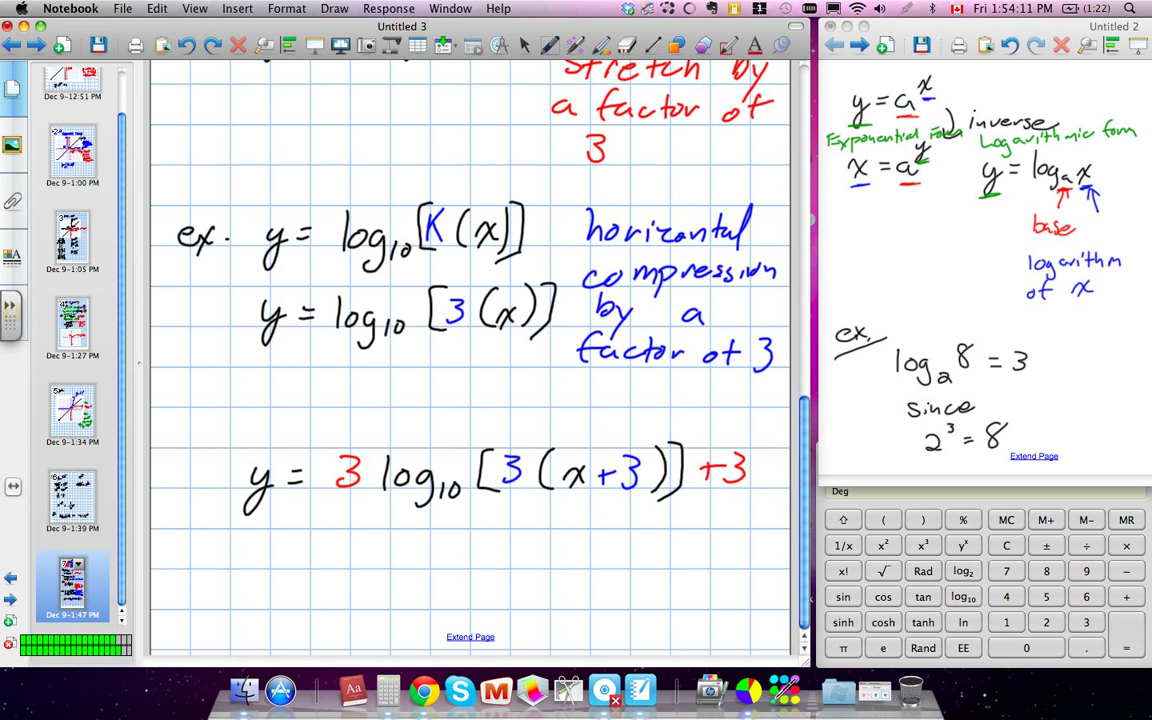 Notebook File Edit View Insert Format Draw Response Window Help Fri 1:54:11 PM (1:22)
Untitled 3
Stretch by
a factor of
3
ex. y = log10[K(x)]
horizontal
compression
by a
factor of 3
y = log10 [3(x)]
y = 3 log10 [3(x+3)] +3
Extend Page
Dec 9-12:51 PM
Dec 9-1:00 PM
Dec 9-1:05 PM
Dec 9-1:27 PM
Dec 9-1:34 PM
Dec 9-1:39 PM
Dec 9-1:47 PM
Untitled 2
y = a^x
) inverse
Exponential Form
Logarithmic form
x = a^y
y = logₐx
base
logarithm
of x
ex.
log₂8 = 3
since
2³ = 8
Extend Page
Deg
⇧ ( ) % MC M+ M− MR
1/x x² x³ yˣ C ± ÷ ×
x! √ Rad log₂ 7 8 9 −
sin cos tan log₁₀ 4 5 6 +
sinh cosh tanh ln 1 2 3
π e Rand EE 0 . =